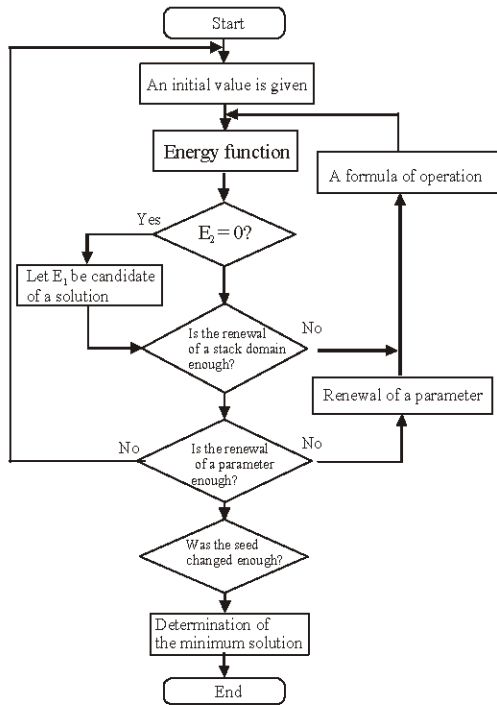 Start
An initial value is given
Energy function
A formula of operation
Yes
E₂ = 0?
Let E₁ be candidate
of a solution
Is the renewal
of a stack domain
enough?
No
Renewal of a parameter
No
Is the renewal
of a parameter
enough?
No
Was the seed
changed enough?
Determination of
the minimum solution
End